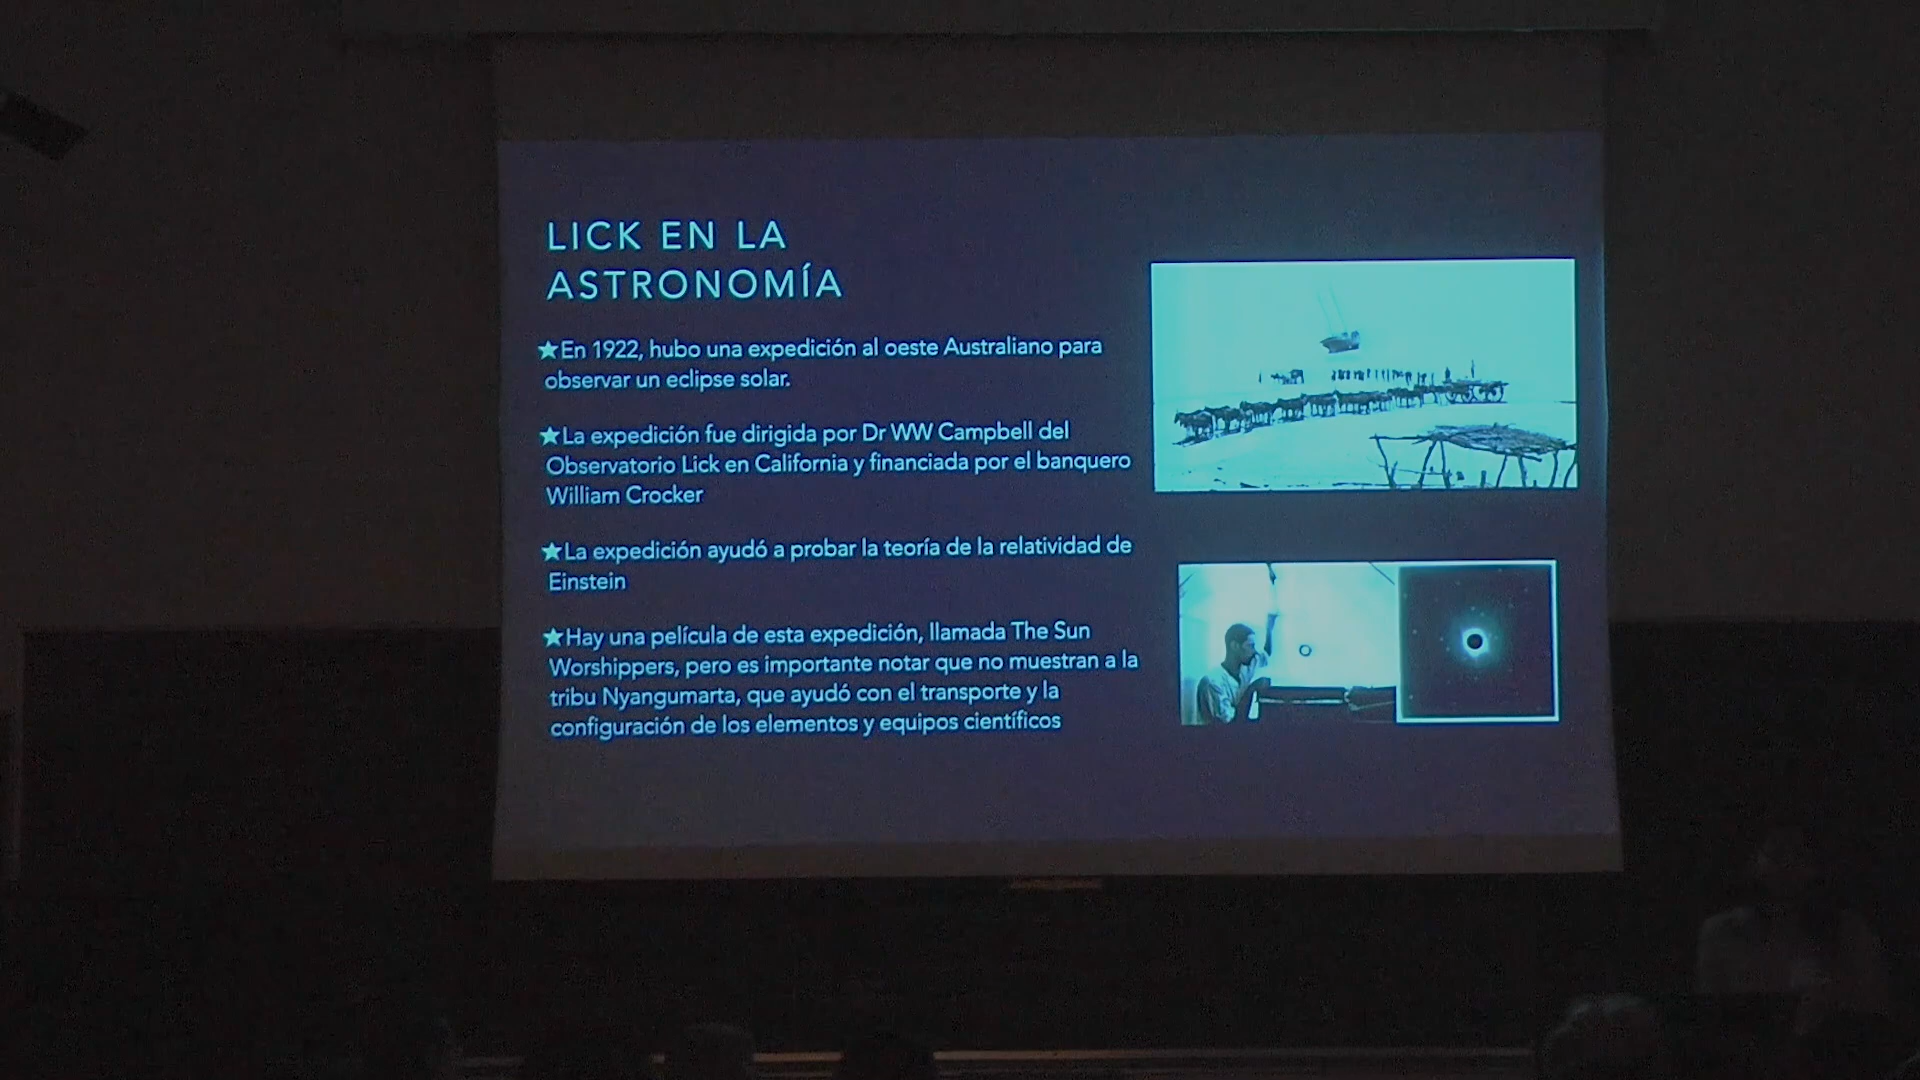 LICK EN LA
ASTRONOMÍA
★En 1922, hubo una expedición al oeste Australiano para
observar un eclipse solar.
★La expedición fue dirigida por Dr WW Campbell del
Observatorio Lick en California y financiada por el banquero
William Crocker
★La expedición ayudó a probar la teoría de la relatividad de
Einstein
★Hay una película de esta expedición, llamada The Sun
Worshippers, pero es importante notar que no muestran a la
tribu Nyangumarta, que ayudó con el transporte y la
configuración de los elementos y equipos científicos